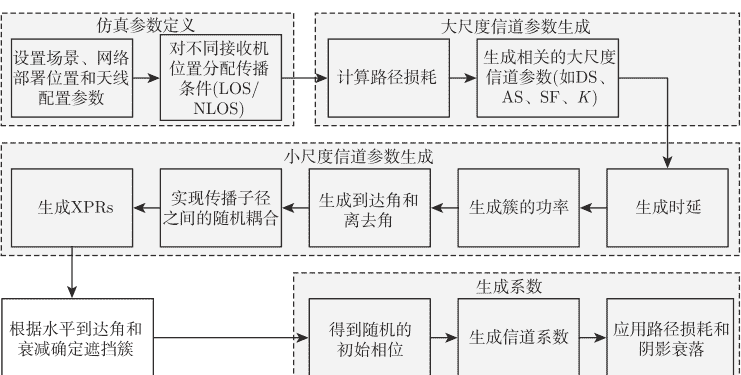 仿真参数定义
设置场景、网络
部署位置和天线
配置参数
对不同接收机
位置分配传播
条件(LOS/
NLOS)
大尺度信道参数生成
计算路径损耗
生成相关的大尺度
信道参数(如DS、
AS、SF、K)
小尺度信道参数生成
生成时延
生成簇的功率
生成到达角和
离去角
实现传播子径
之间的随机耦合
生成XPRs
根据水平到达角和
衰减确定遮挡簇
生成系数
得到随机的
初始相位
生成信道系数
应用路径损耗和
阴影衰落